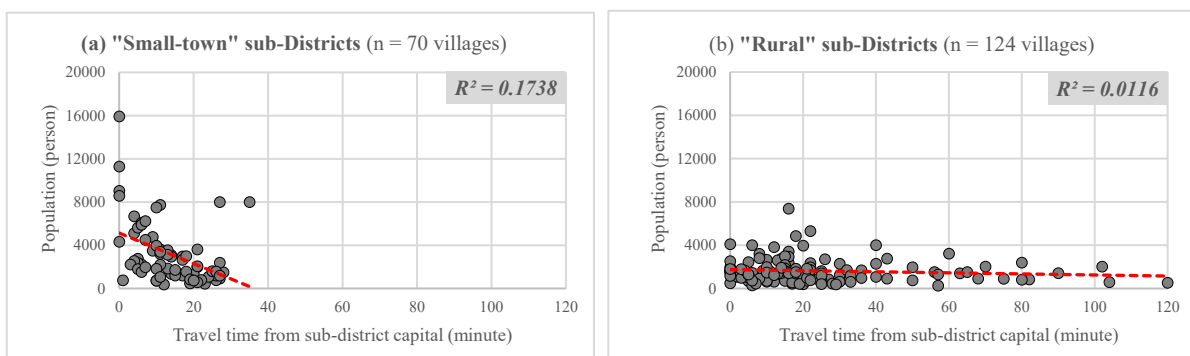 (a) "Small-town" sub-Districts (n = 70 villages)
R² = 0.1738
Population (person)
20000
16000
12000
8000
4000
0
0 20 40 60 80 100 120
Travel time from sub-district capital (minute)
(b) "Rural" sub-Districts (n = 124 villages)
R² = 0.0116
Population (person)
20000
16000
12000
8000
4000
0
0 20 40 60 80 100 120
Travel time from sub-district capital (minute)